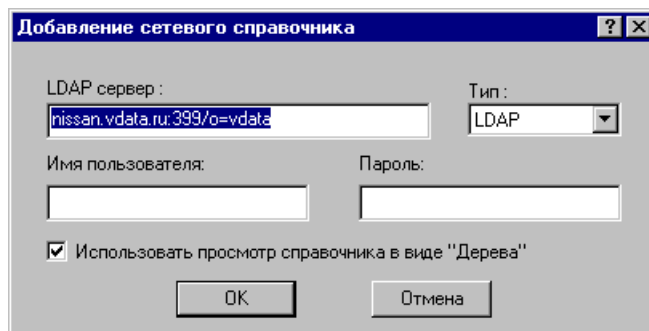 Добавление сетевого справочника
LDAP сервер :
Тип :
nissan.vdata.ru:399/o=vdata
LDAP
Имя пользователя:
Пароль:
Использовать просмотр справочника в виде "Дерева"
OK
Отмена